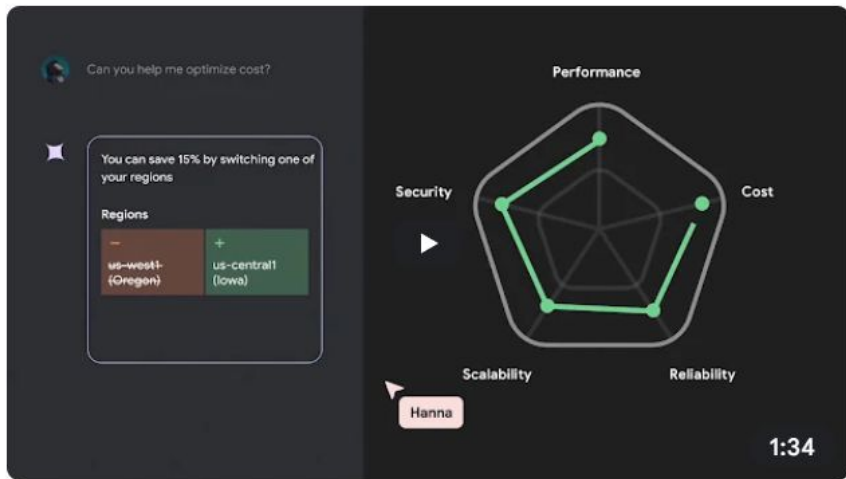 Can you help me optimize cost?
You can save 15% by switching one of
your regions
Regions
−
us-west1
(Oregon)
+
us-central1
(Iowa)
Performance
Security
Cost
Scalability
Reliability
Hanna
1:34